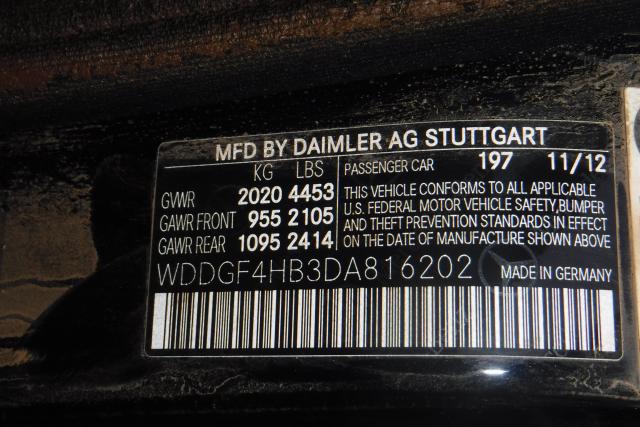 MFD BY DAIMLER AG STUTTGART
KG LBS
GVWR 2020 4453
GAWR FRONT 955 2105
GAWR REAR 1095 2414
PASSENGER CAR 197 11/12
THIS VEHICLE CONFORMS TO ALL APPLICABLE
U.S. FEDERAL MOTOR VEHICLE SAFETY, BUMPER
AND THEFT PREVENTION STANDARDS IN EFFECT
ON THE DATE OF MANUFACTURE SHOWN ABOVE
WDDGF4HB3DA816202 MADE IN GERMANY